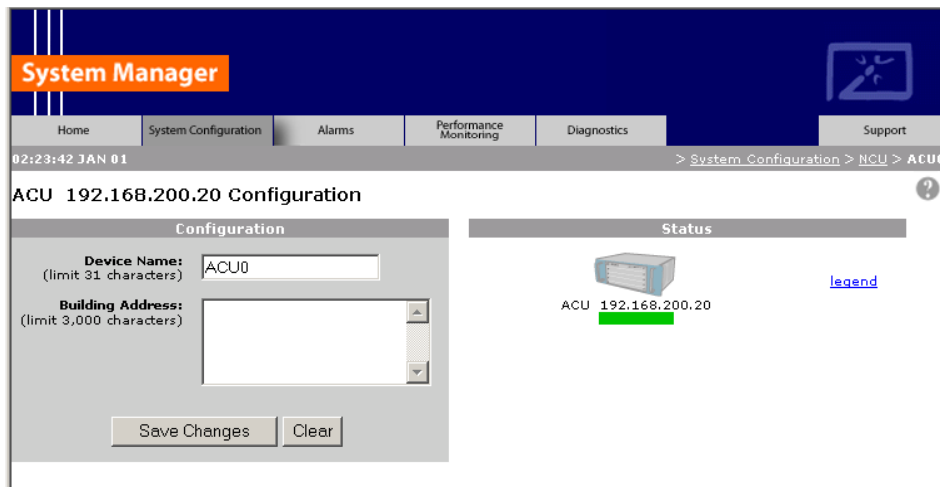 System Manager
Home System Configuration Alarms Performance Monitoring Diagnostics Support
02:23:42 JAN 01 > System Configuration > NCU > ACU0
ACU 192.168.200.20 Configuration
Configuration
Device Name:
(limit 31 characters)
ACU0
Building Address:
(limit 3,000 characters)
Save Changes Clear
Status
legend
ACU 192.168.200.20